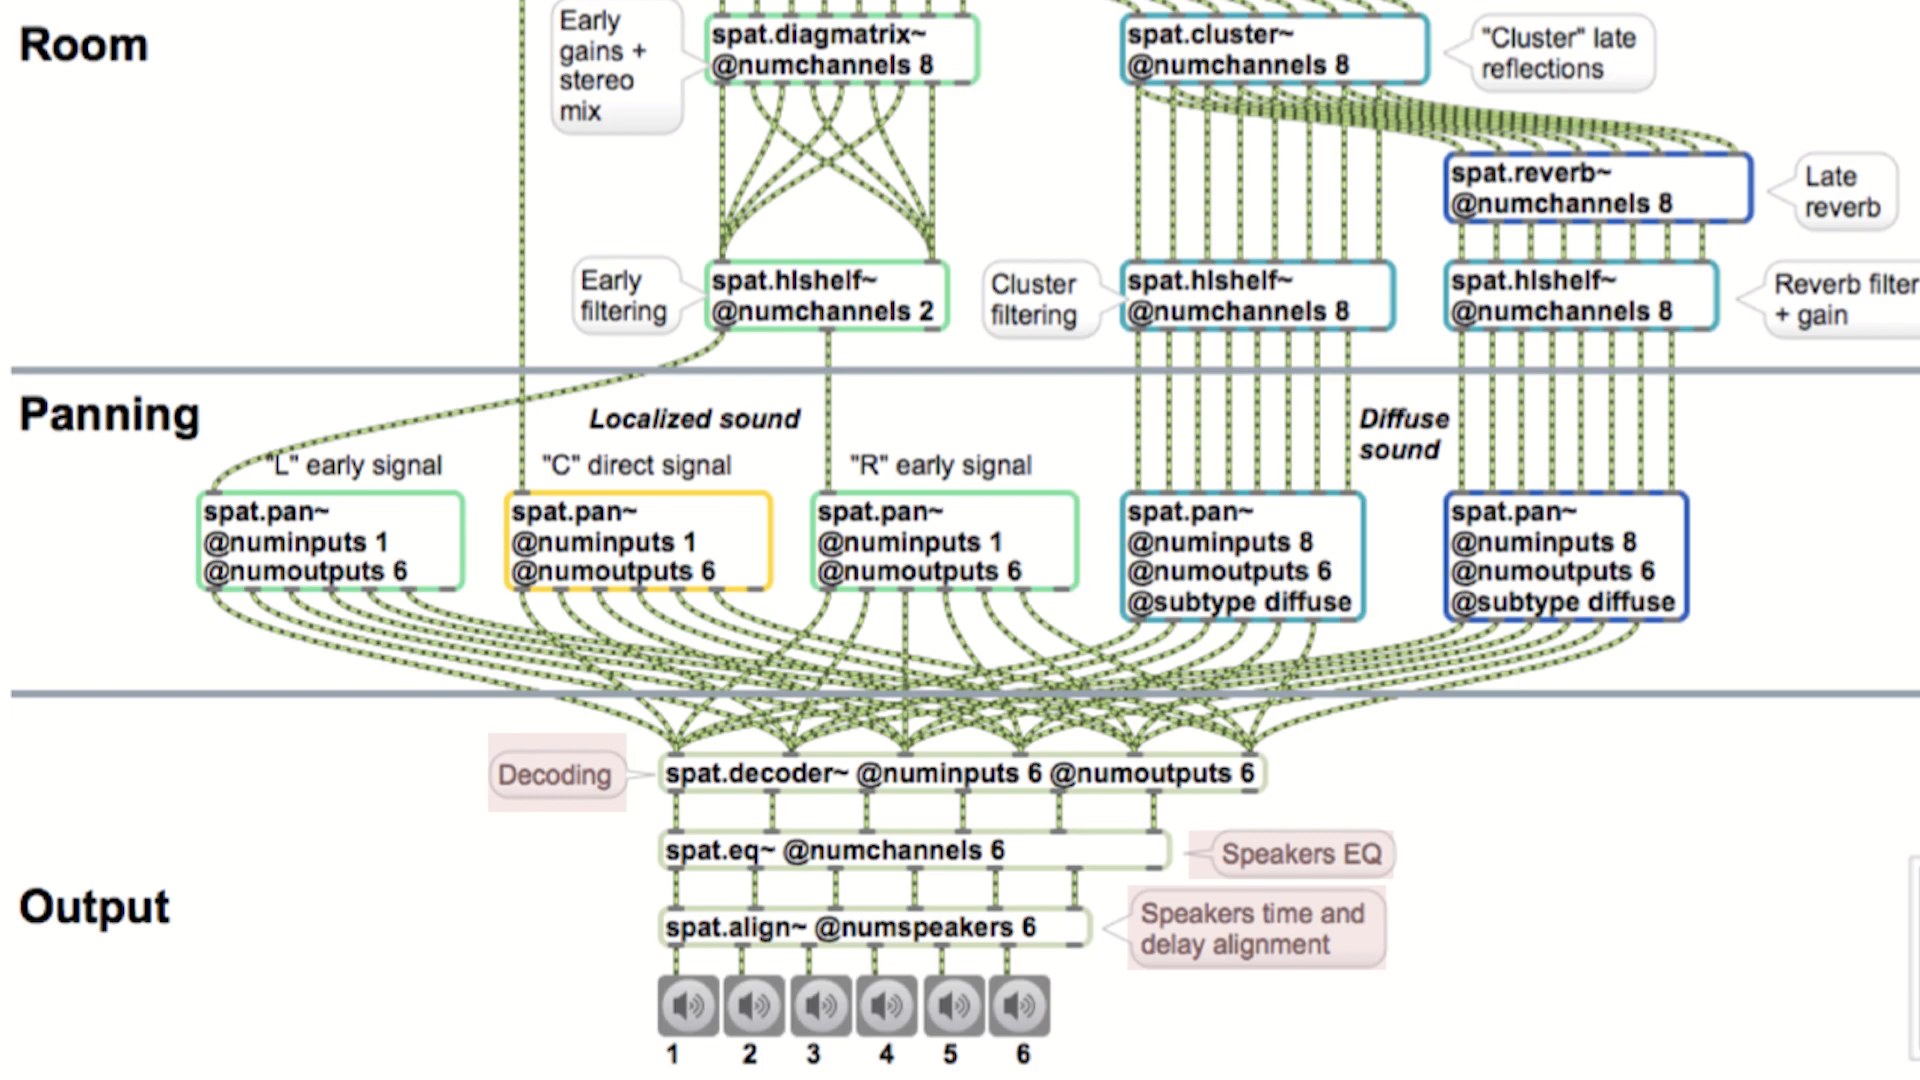 Room
Early
gains +
stereo
mix
spat.diagmatrix~
@numchannels 8
spat.cluster~
@numchannels 8
"Cluster" late
reflections
spat.reverb~
@numchannels 8
Late
reverb
Early
filtering
spat.hlshelf~
@numchannels 2
Cluster
filtering
spat.hlshelf~
@numchannels 8
spat.hlshelf~
@numchannels 8
Reverb filter
+ gain
Panning
Localized sound
Diffuse
sound
"L" early signal
"C" direct signal
"R" early signal
spat.pan~
@numinputs 1
@numoutputs 6
spat.pan~
@numinputs 1
@numoutputs 6
spat.pan~
@numinputs 1
@numoutputs 6
spat.pan~
@numinputs 8
@numoutputs 6
@subtype diffuse
spat.pan~
@numinputs 8
@numoutputs 6
@subtype diffuse
Decoding
spat.decoder~ @numinputs 6 @numoutputs 6
spat.eq~ @numchannels 6
Speakers EQ
Output
spat.align~ @numspeakers 6
Speakers time and
delay alignment
1 2 3 4 5 6